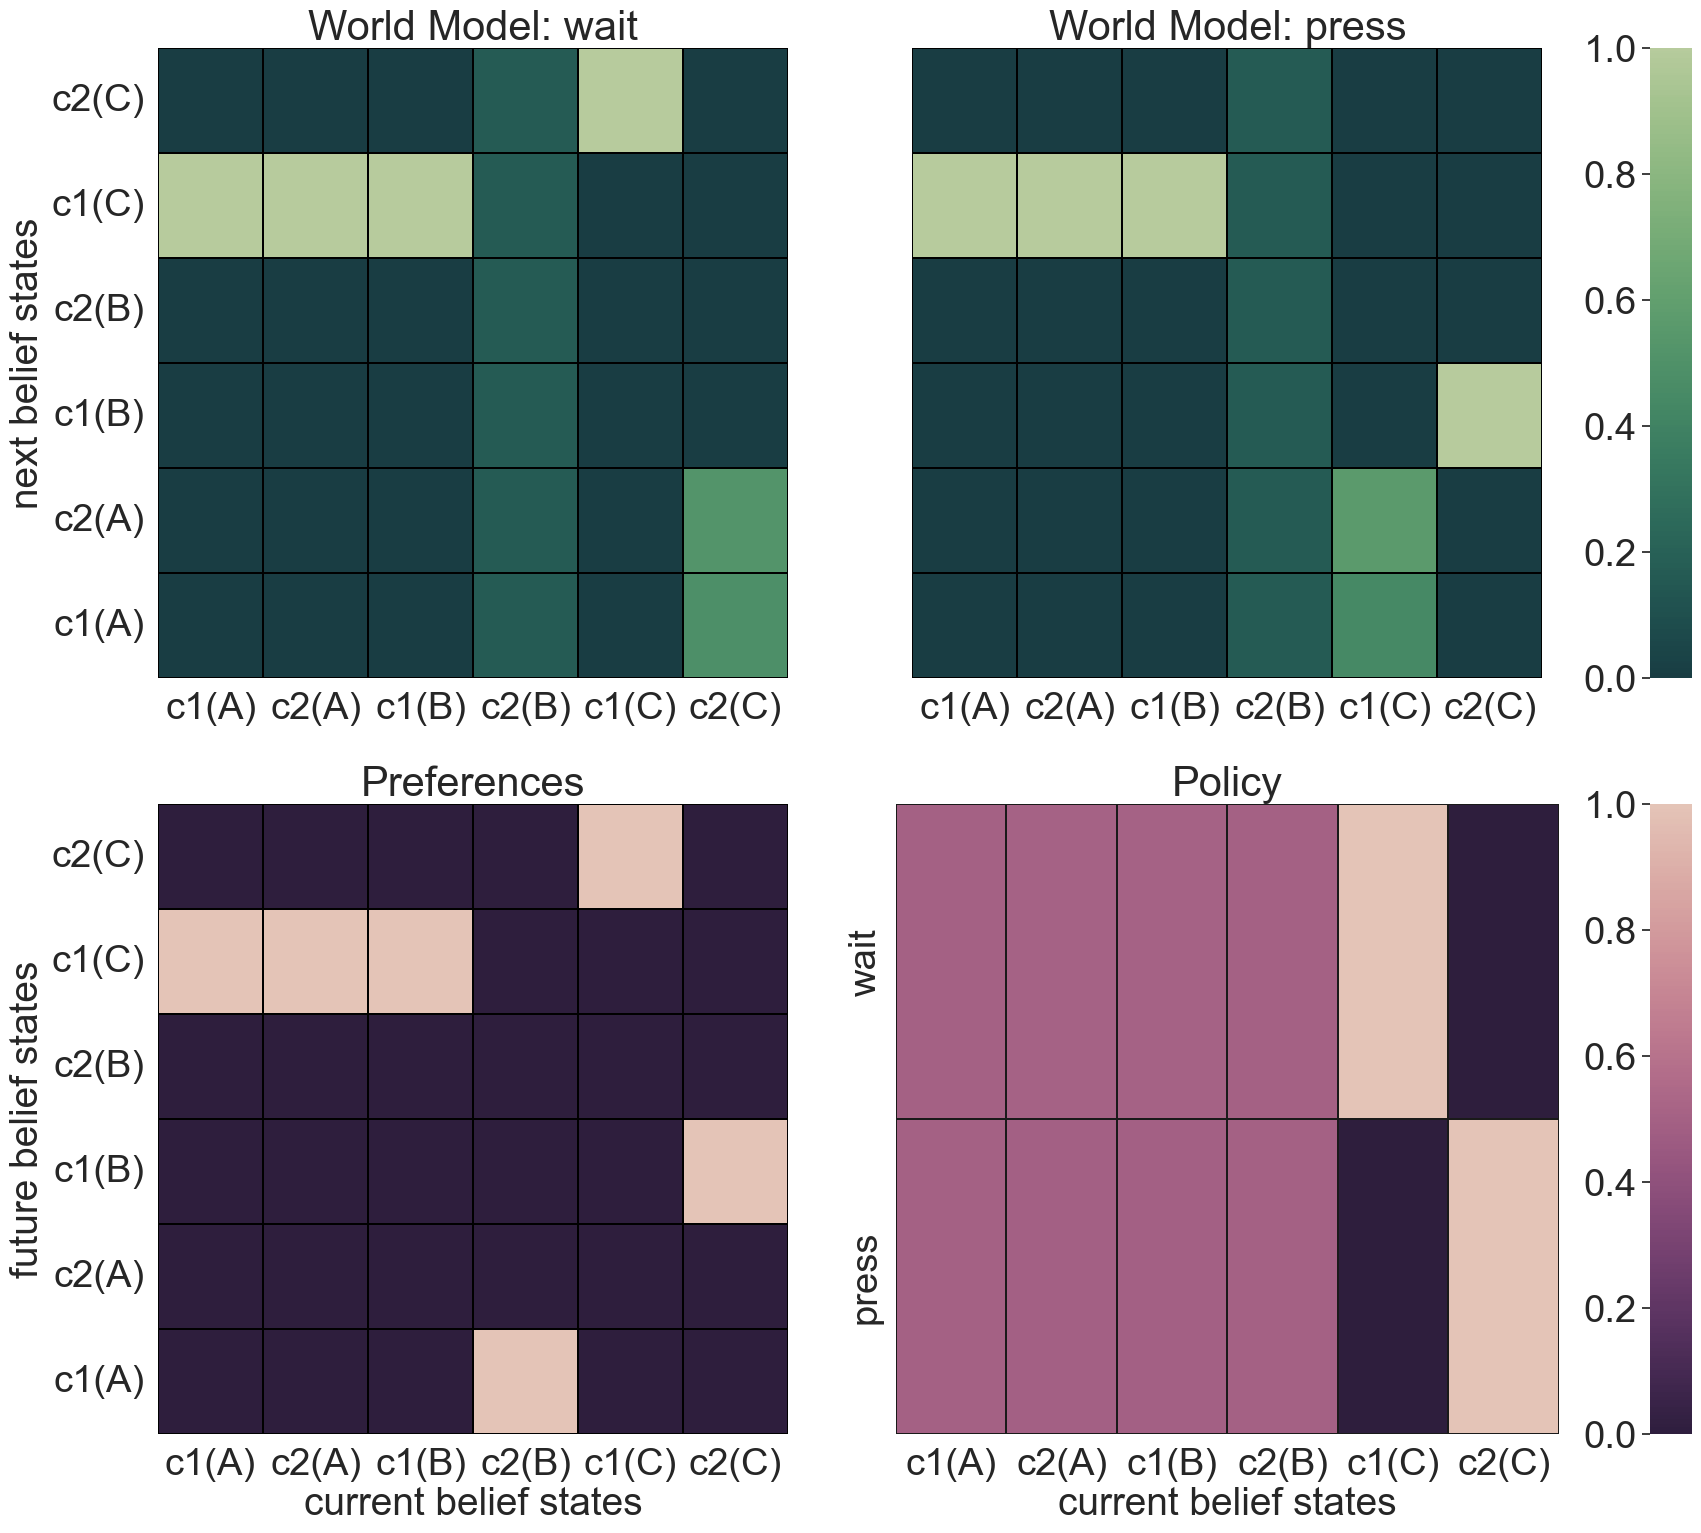 World Model: wait
World Model: press
next belief states
c2(C)
c1(C)
c2(B)
c1(B)
c2(A)
c1(A)
c1(A) c2(A) c1(B) c2(B) c1(C) c2(C)
c1(A) c2(A) c1(B) c2(B) c1(C) c2(C)
1.0
0.8
0.6
0.4
0.2
0.0
Preferences
Policy
future belief states
c2(C)
c1(C)
c2(B)
c1(B)
c2(A)
c1(A)
c1(A) c2(A) c1(B) c2(B) c1(C) c2(C)
current belief states
wait
press
c1(A) c2(A) c1(B) c2(B) c1(C) c2(C)
current belief states
1.0
0.8
0.6
0.4
0.2
0.0